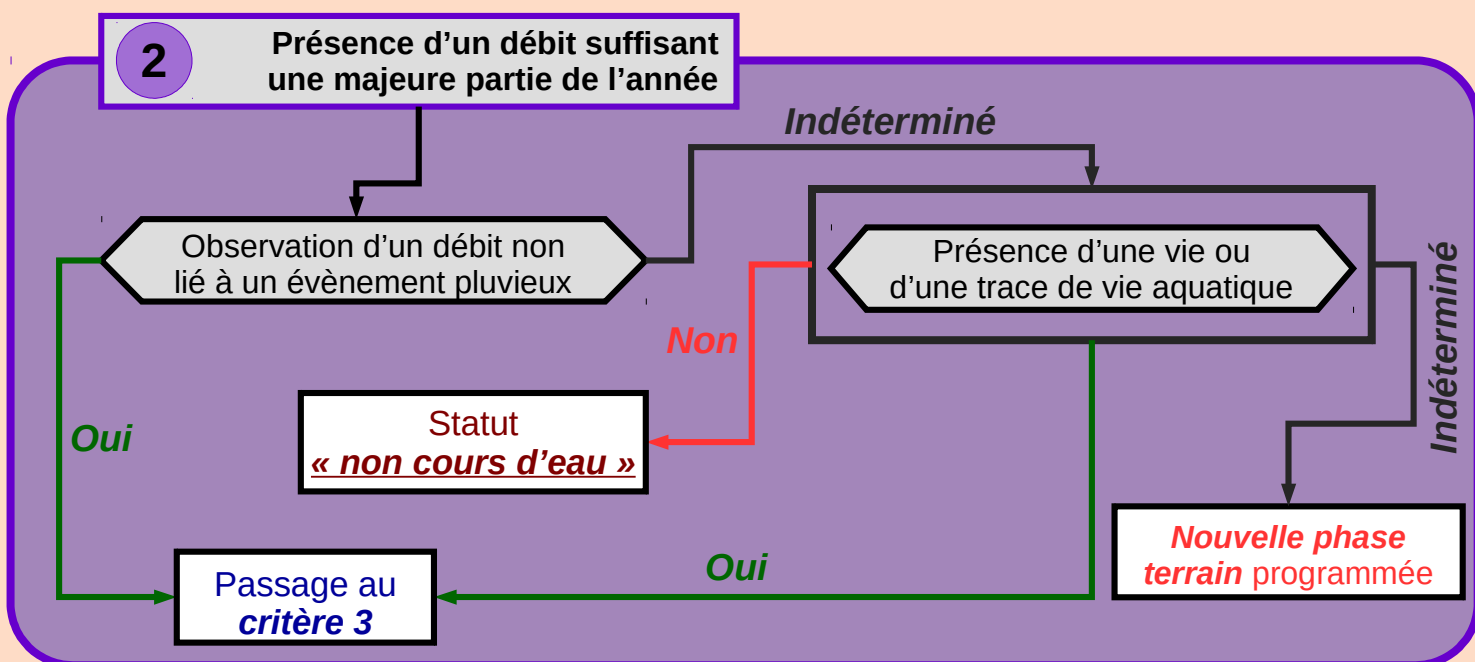 2
Présence d’un débit suffisant
une majeure partie de l’année
Indéterminé
Observation d’un débit non
lié à un évènement pluvieux
Présence d’une vie ou
d’une trace de vie aquatique
Indéterminé
Non
Oui
Statut
« non cours d’eau »
Nouvelle phase
terrain programmée
Oui
Passage au
critère 3